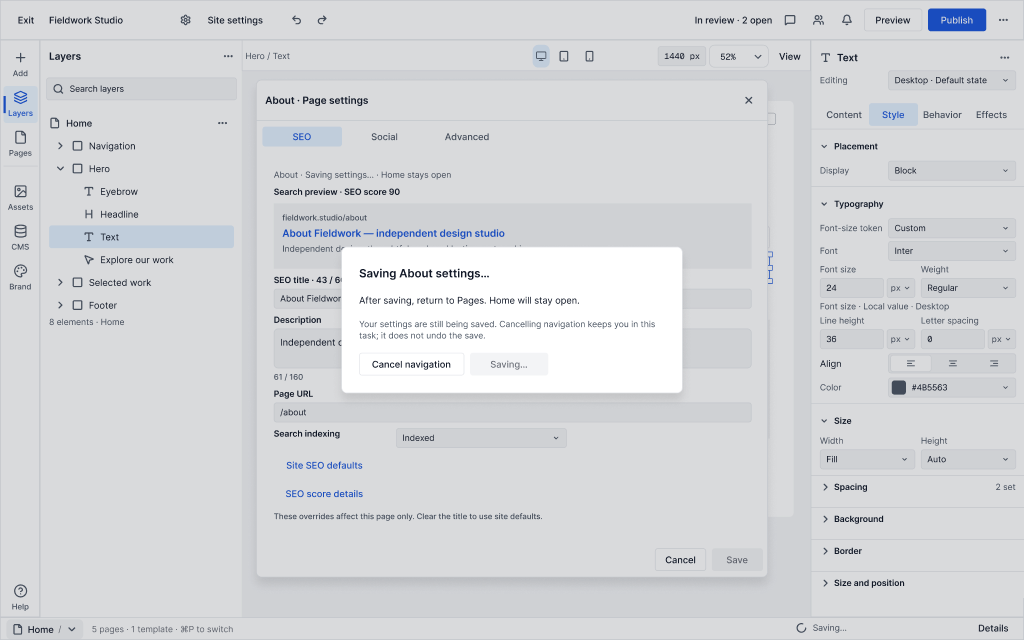 Exit
Fieldwork Studio
Site settings
In review · 2 open
Preview
Publish
Add
Layers
Pages
Assets
CMS
Brand
Help
Layers
Search layers
Home
Navigation
Hero
Eyebrow
Headline
Text
Explore our work
Selected work
Footer
8 elements · Home
Hero / Text
1440 px
52%
View
About · Page settings
SEO
Social
Advanced
About · Saving settings... · Home stays open
Search preview · SEO score 90
fieldwork.studio/about
About Fieldwork — independent design studio
SEO title · 43 / 6
About Fieldwor
Description
Independent
61 / 160
Page URL
/about
Search indexing
Indexed
Site SEO defaults
SEO score details
These overrides affect this page only. Clear the title to use site defaults.
Cancel
Save
Saving About settings...
After saving, return to Pages. Home will stay open.
Your settings are still being saved. Cancelling navigation keeps you in this
task; it does not undo the save.
Cancel navigation
Saving...
Text
Editing
Desktop · Default state
Content
Style
Behavior
Effects
Placement
Display
Block
Typography
Font-size token
Custom
Font
Inter
Font size
Weight
24
px
Regular
Font size · Local value · Desktop
Line height
Letter spacing
36
px
0
px
Align
Color
#4B5563
Size
Width
Height
Fill
Auto
Spacing
2 set
Background
Border
Size and position
Home /
5 pages · 1 template · ⌘P to switch
Saving...
Details